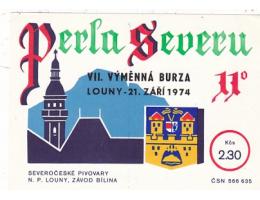 Perla Severu
11°
VII. VÝMĚNNÁ BURZA
LOUNY - 21. ZÁŘÍ 1974
Kčs
2.30
SEVEROČESKÉ PIVOVARY
N. P. LOUNY, ZÁVOD BÍLINA
ČSN 566 635